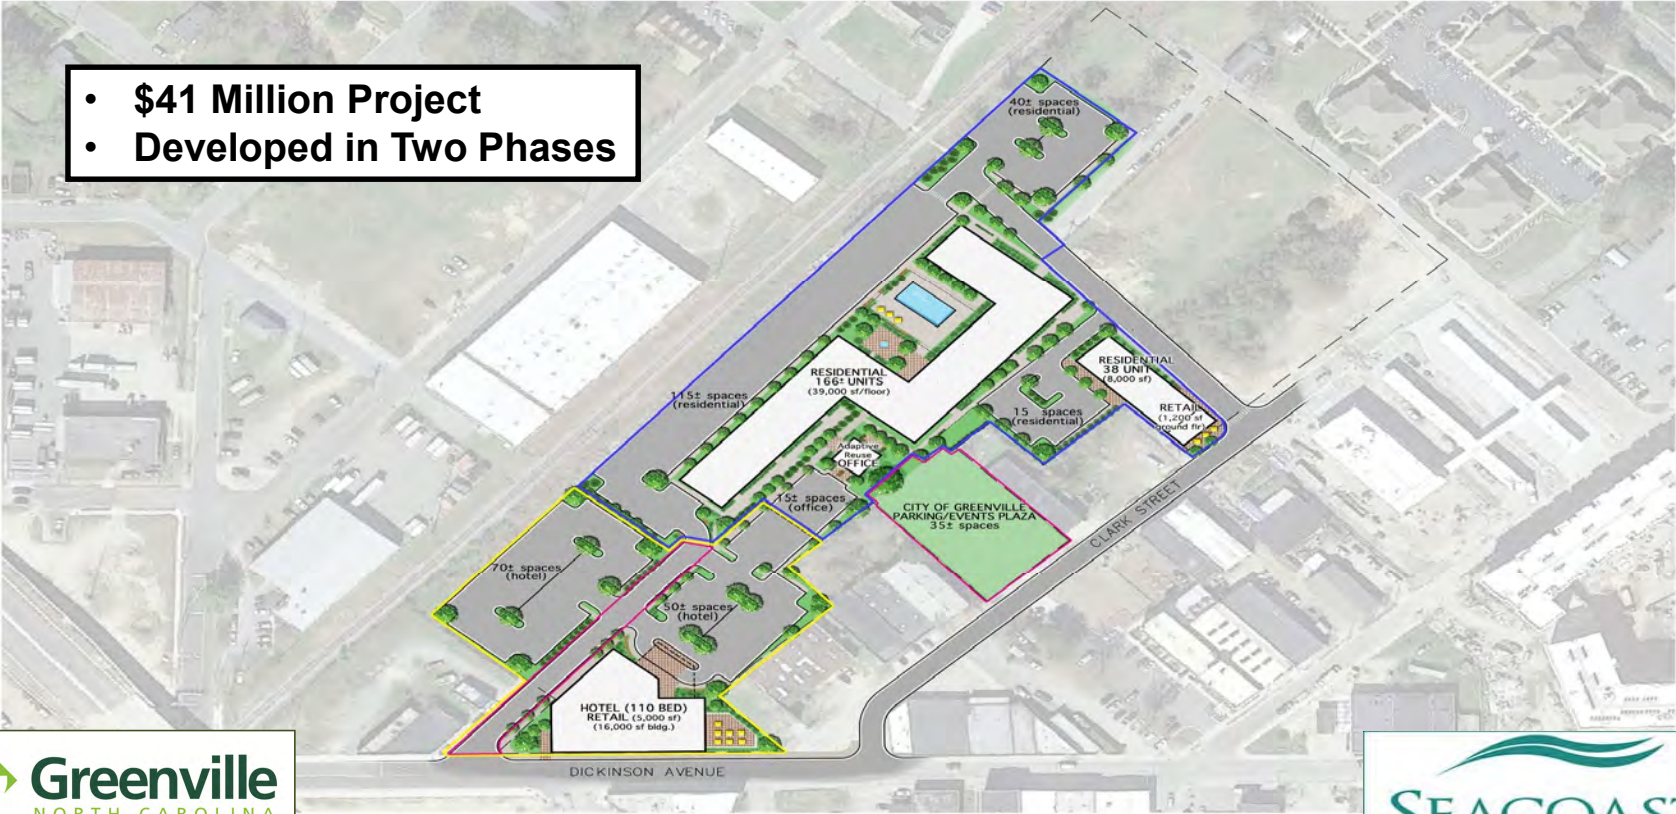 • $41 Million Project
• Developed in Two Phases
40± spaces
(residential)
RESIDENTIAL
166± UNITS
(39,000 sf/floor)
RESIDENTIAL
38 UNIT
(8,000 sf)
115± spaces
(residential)
15 spaces
(residential)
RETAIL
(1,200 sf
ground flr)
Adaptive
Reuse
OFFICE
15± spaces
(office)
CITY OF GREENVILLE
PARKING/EVENTS PLAZA
35± spaces
CLARK STREET
70± spaces
(hotel)
50± spaces
(hotel)
HOTEL (110 BED)
RETAIL (5,000 sf)
(16,000 sf bldg.)
DICKINSON AVENUE
Greenville
NORTH CAROLINA
SEACOAST